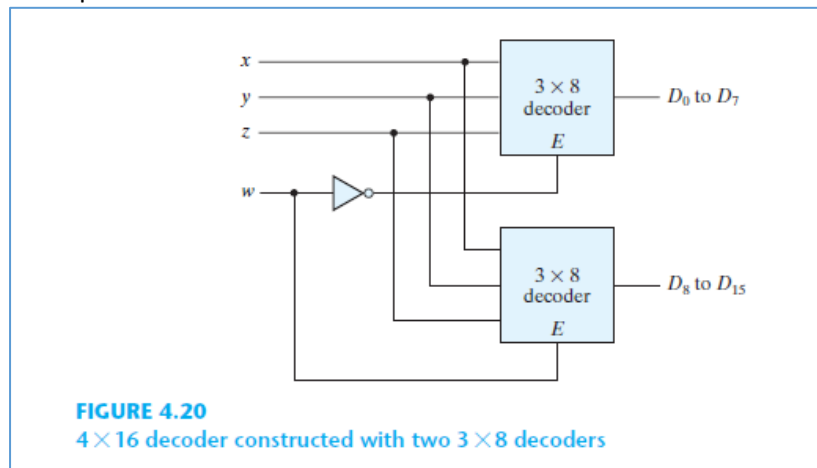 x
y
z
w
3 × 8
decoder
E
D₀ to D₇
3 × 8
decoder
E
D₈ to D₁₅
FIGURE 4.20
4 × 16 decoder constructed with two 3 × 8 decoders